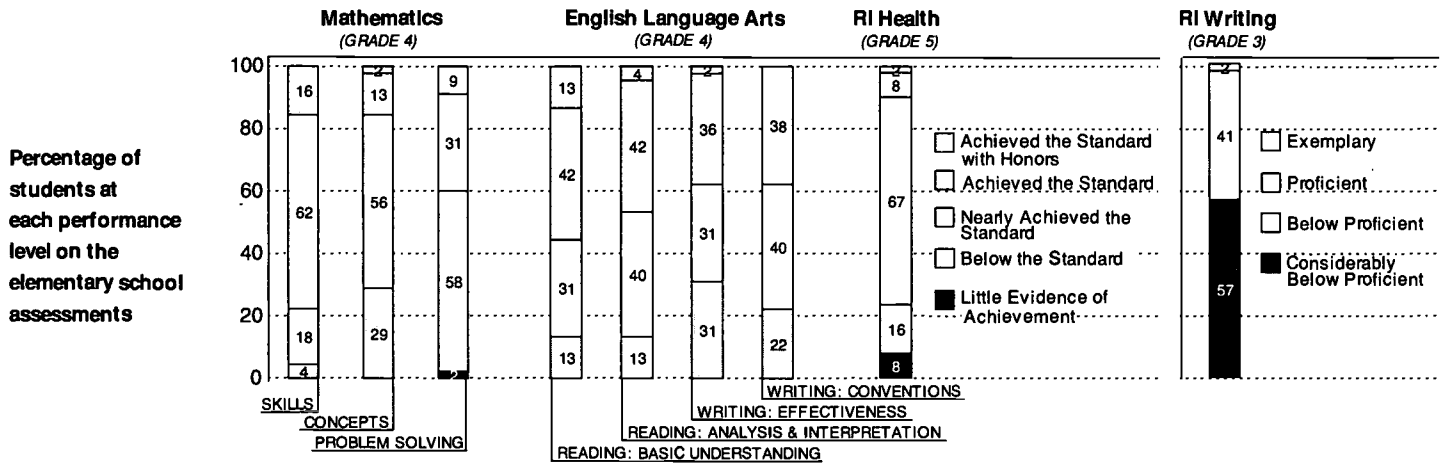 Mathematics
(GRADE 4)
English Language Arts
(GRADE 4)
RI Health
(GRADE 5)
RI Writing
(GRADE 3)
Percentage of
students at
each performance
level on the
elementary school
assessments
100
80
60
40
20
0
16
62
18
4
2
13
56
29
9
31
58
2
13
42
31
13
4
42
40
13
2
36
31
31
38
40
22
2
8
67
16
8
Achieved the Standard
with Honors
Achieved the Standard
Nearly Achieved the
Standard
Below the Standard
Little Evidence of
Achievement
2
41
57
Exemplary
Proficient
Below Proficient
Considerably
Below Proficient
SKILLS
CONCEPTS
PROBLEM SOLVING
WRITING: CONVENTIONS
WRITING: EFFECTIVENESS
READING: ANALYSIS & INTERPRETATION
READING: BASIC UNDERSTANDING